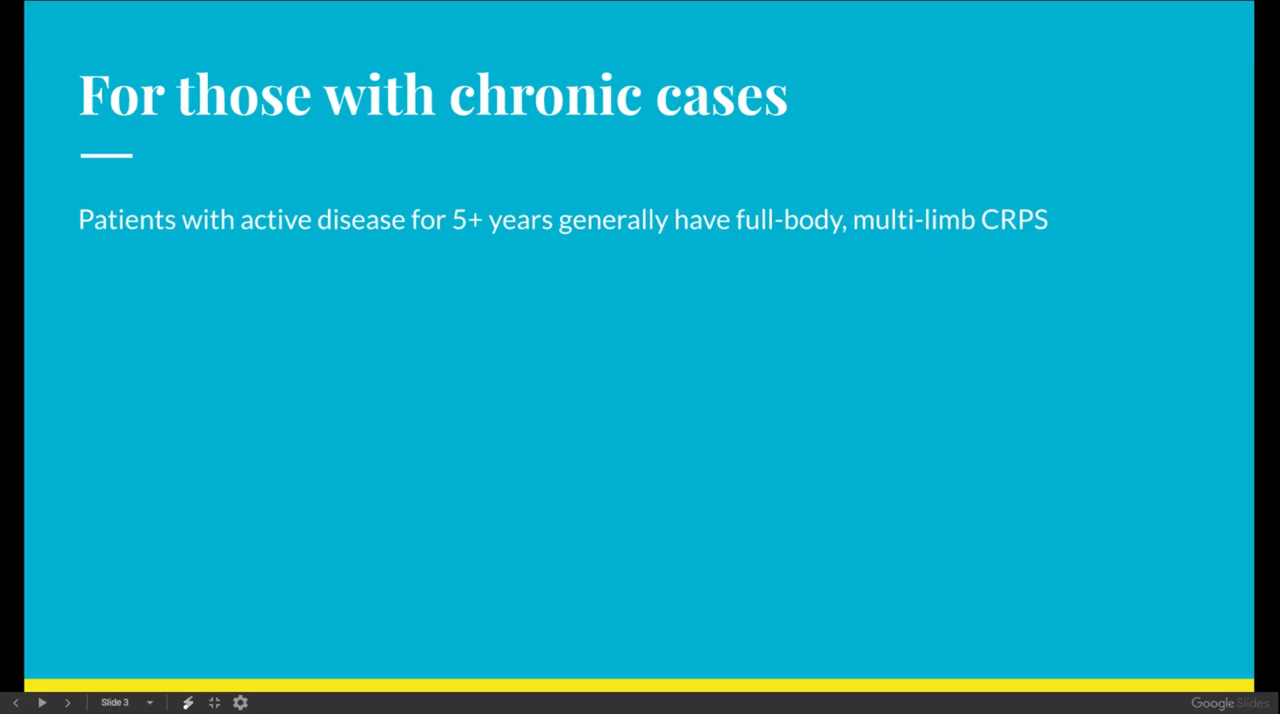 For those with chronic cases
Patients with active disease for 5+ years generally have full-body, multi-limb CRPS
Slide 3
Google Slides